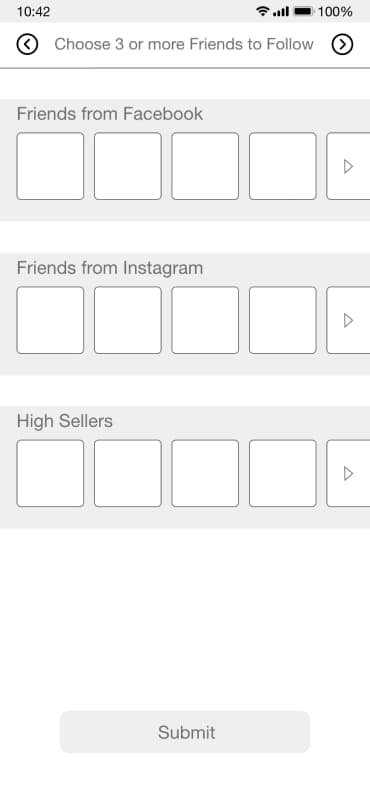 10:42 100%
Choose 3 or more Friends to Follow
Friends from Facebook
Friends from Instagram
High Sellers
Submit